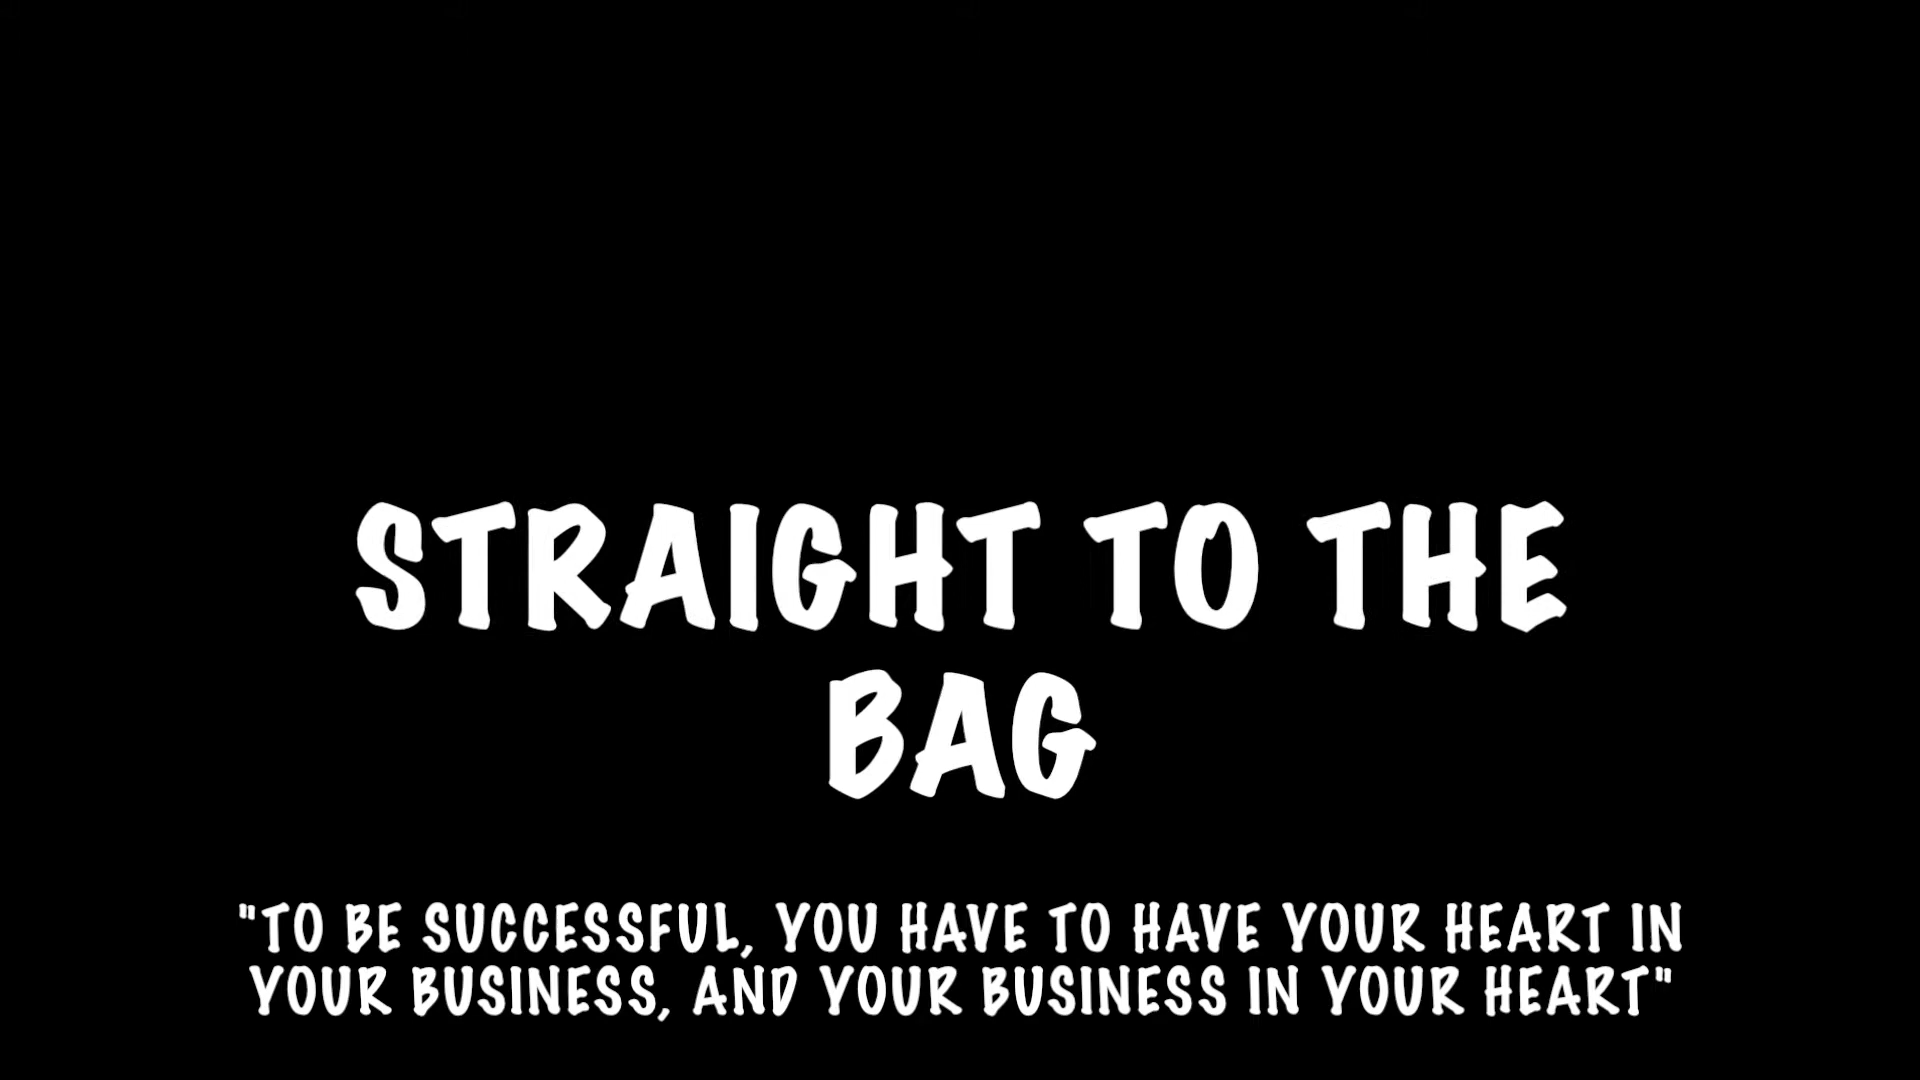 STRAIGHT TO THE
BAG
"TO BE SUCCESSFUL, YOU HAVE TO HAVE YOUR HEART IN
YOUR BUSINESS, AND YOUR BUSINESS IN YOUR HEART"